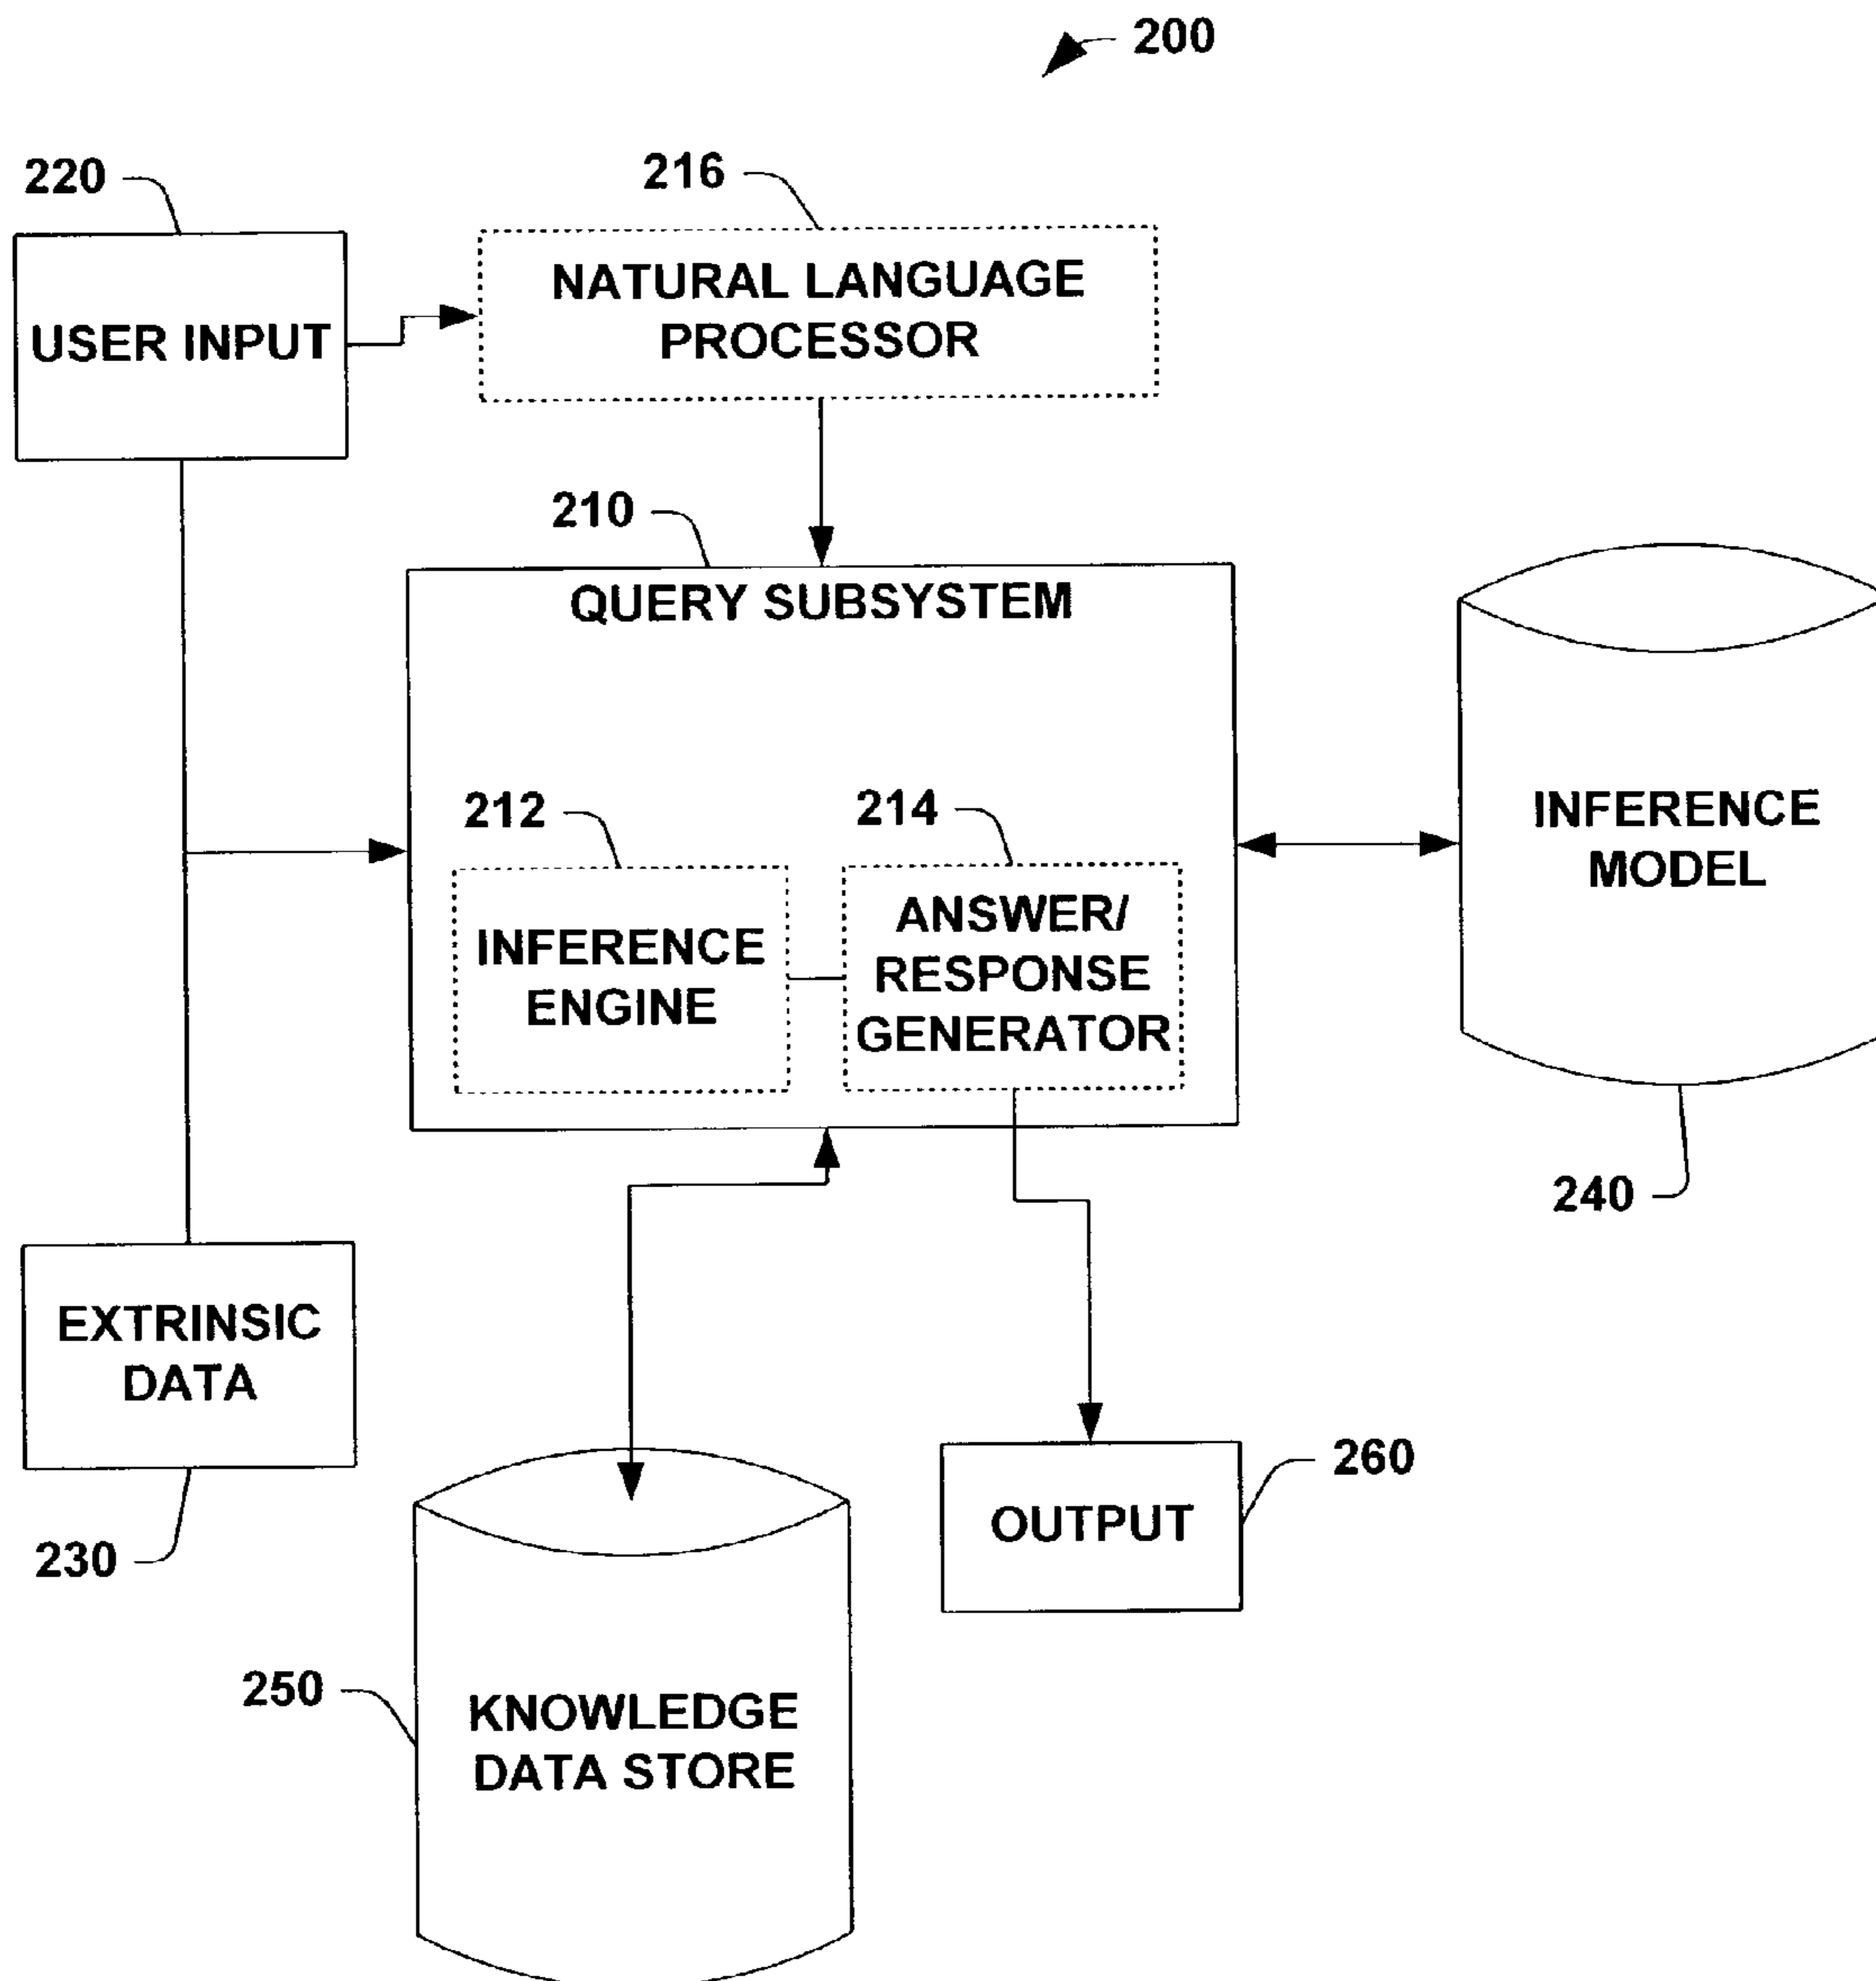 200
220
216
USER INPUT
NATURAL LANGUAGE
PROCESSOR
210
QUERY SUBSYSTEM
212
214
INFERENCE
ENGINE
ANSWER/
RESPONSE
GENERATOR
INFERENCE
MODEL
240
EXTRINSIC
DATA
230
260
OUTPUT
250
KNOWLEDGE
DATA STORE